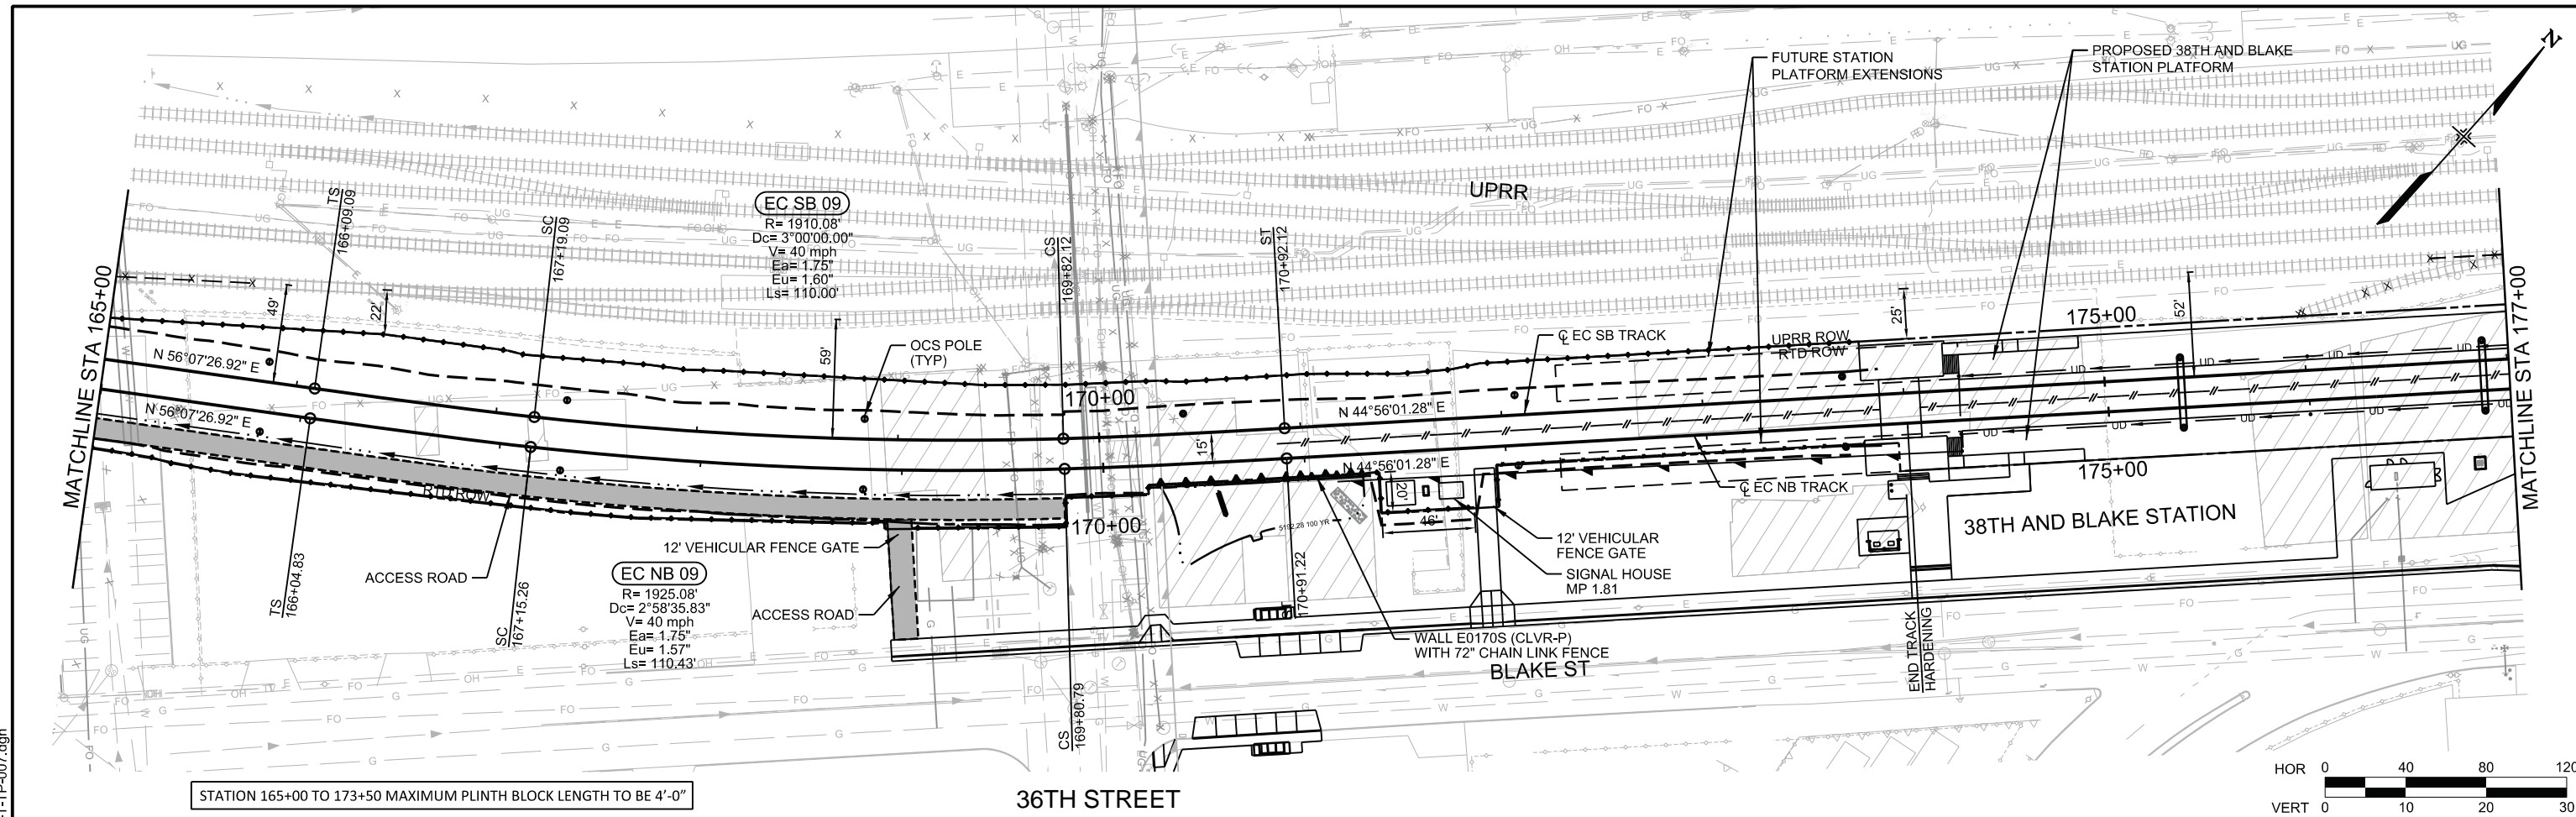 FUTURE STATION
PLATFORM EXTENSIONS
PROPOSED 38TH AND BLAKE
STATION PLATFORM
N
UPRR
TS
166+09.09
SC
167+19.09
EC SB 09
R= 1910.08'
Dc= 3°00'00.00"
V= 40 mph
Ea= 1.75"
Eu= 1.60"
Ls= 110.00'
CS
169+82.12
ST
170+92.12
MATCHLINE STA 165+00
49'
22'
59'
OCS POLE
(TYP)
℄ EC SB TRACK
UPRR ROW
RTD ROW
25'
175+00
52'
MATCHLINE STA 177+00
N 56°07'26.92" E
N 56°07'26.92" E
170+00
N 44°56'01.28" E
15'
N 44°56'01.28" E
℄ EC NB TRACK
175+00
RTD ROW
20'
46'
5192.28 100 YR
170+00
38TH AND BLAKE STATION
12' VEHICULAR FENCE GATE
12' VEHICULAR
FENCE GATE
ACCESS ROAD
SIGNAL HOUSE
MP 1.81
EC NB 09
R= 1925.08'
Dc= 2°58'35.83"
V= 40 mph
Ea= 1.75"
Eu= 1.57"
Ls= 110.43'
ACCESS ROAD
TS
166+04.83
SC
167+15.26
CS
169+80.79
170+91.22
WALL E0170S (CLVR-P)
WITH 72" CHAIN LINK FENCE
BLAKE ST
END TRACK
HARDENING
STATION 165+00 TO 173+50 MAXIMUM PLINTH BLOCK LENGTH TO BE 4'-0"
36TH STREET
HOR 0 40 80 120
VERT 0 10 20 30